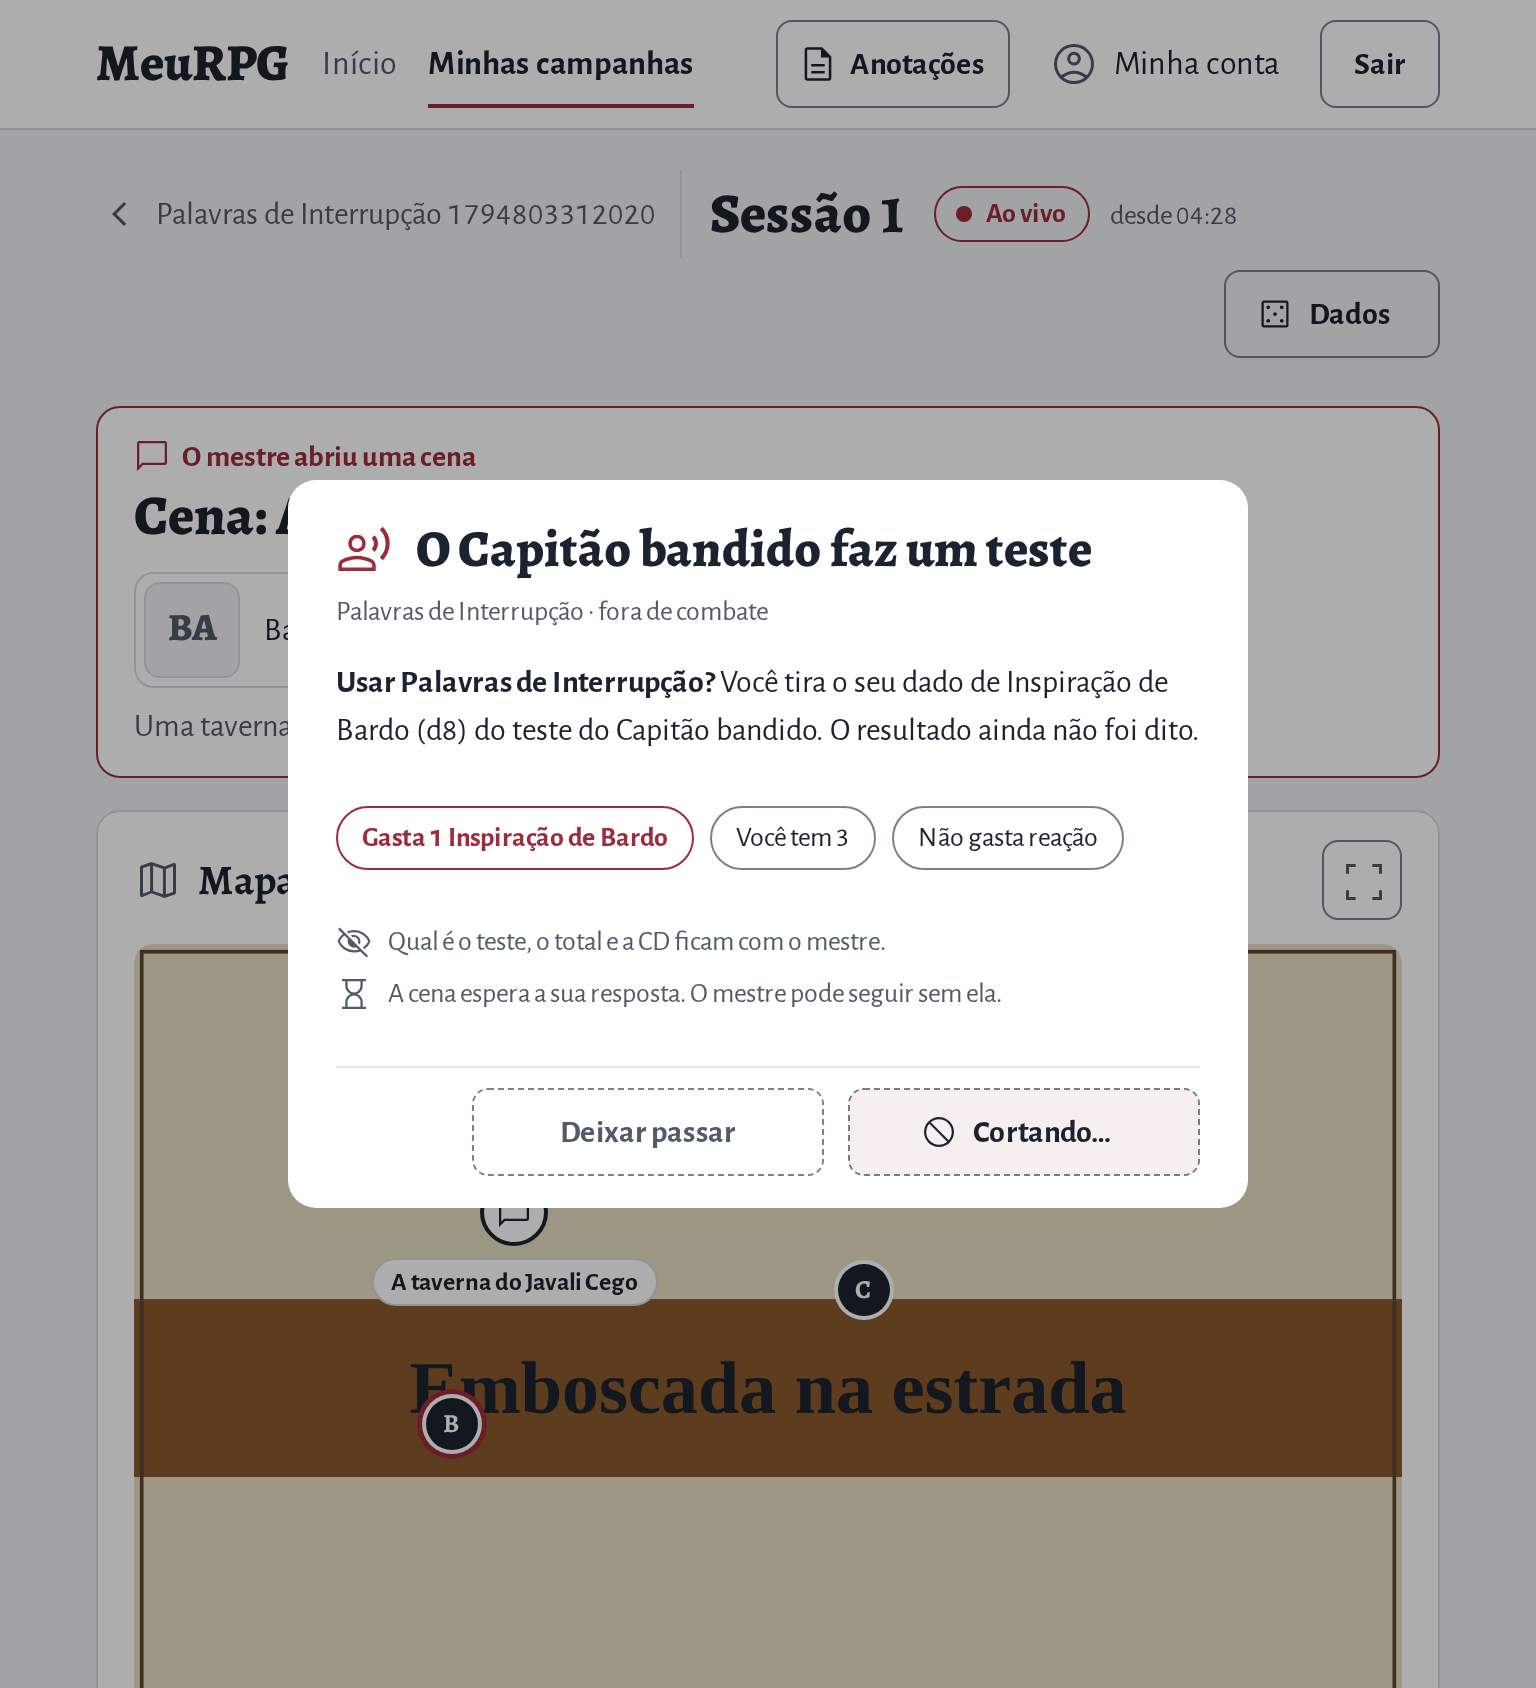 MeuRPG
Início
Minhas campanhas
Anotações
Minha conta
Sair
Palavras de Interrupção 1794803312020
Sessão 1
Ao vivo
desde 04:28
Dados
O mestre abriu uma cena
Cena:
BA
Uma taverna
O Capitão bandido faz um teste
Palavras de Interrupção · fora de combate
Usar Palavras de Interrupção? Você tira o seu dado de Inspiração de
Bardo (d8) do teste do Capitão bandido. O resultado ainda não foi dito.
Gasta 1 Inspiração de Bardo
Você tem 3
Não gasta reação
Qual é o teste, o total e a CD ficam com o mestre.
A cena espera a sua resposta. O mestre pode seguir sem ela.
Deixar passar
Cortando...
Mapa
A taverna do Javali Cego
C
Emboscada na estrada
B